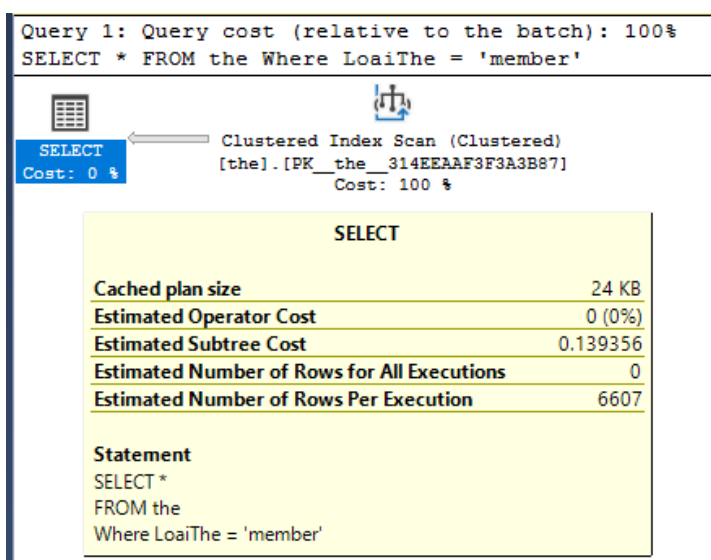 Query 1: Query cost (relative to the batch): 100%
SELECT * FROM the Where LoaiThe = 'member'
SELECT
Cost: 0 %
Clustered Index Scan (Clustered)
[the].[PK__the__314EEAAF3F3A3B87]
Cost: 100 %
SELECT
Cached plan size 24 KB
Estimated Operator Cost 0 (0%)
Estimated Subtree Cost 0.139356
Estimated Number of Rows for All Executions 0
Estimated Number of Rows Per Execution 6607
Statement
SELECT *
FROM the
Where LoaiThe = 'member'